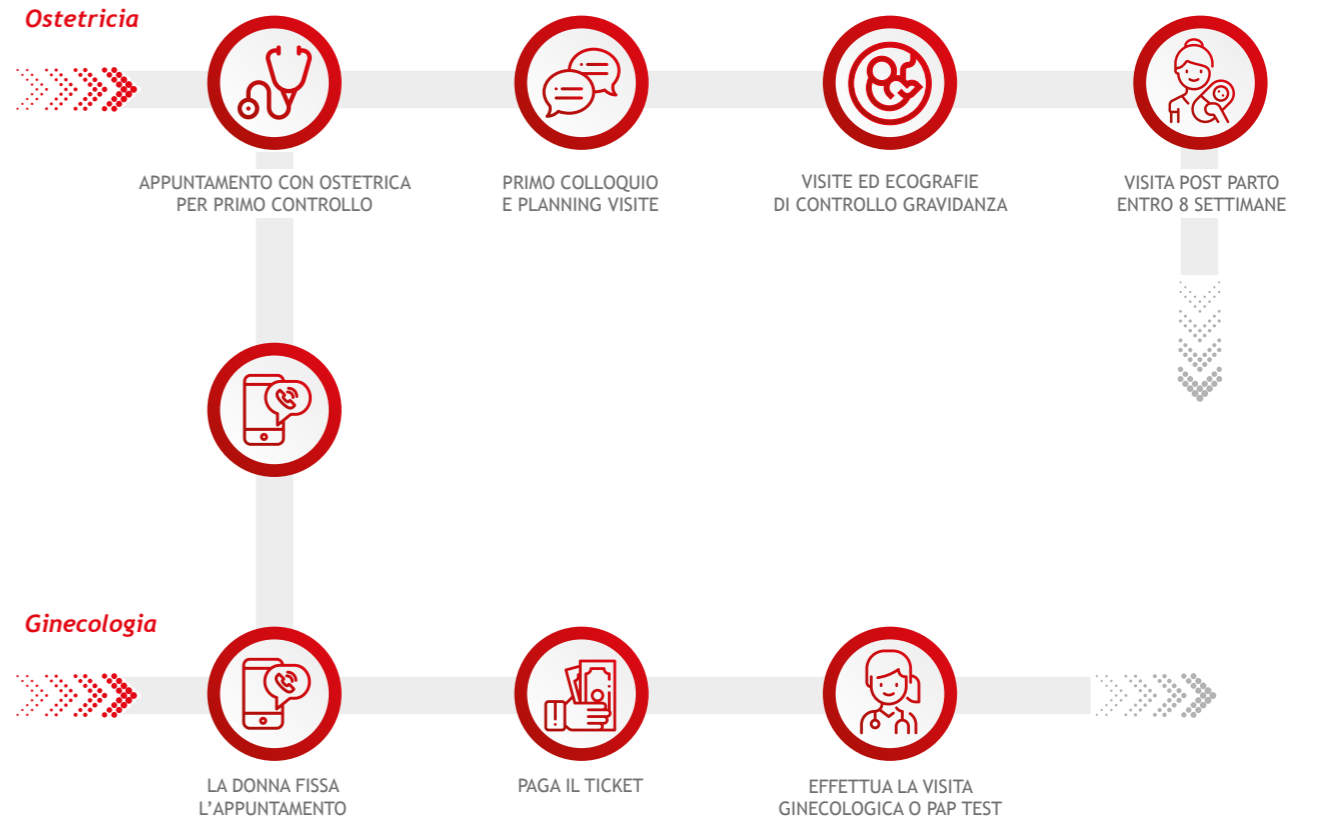 Ostetricia
APPUNTAMENTO CON OSTETRICA
PER PRIMO CONTROLLO
PRIMO COLLOQUIO
E PLANNING VISITE
VISITE ED ECOGRAFIE
DI CONTROLLO GRAVIDANZA
VISITA POST PARTO
ENTRO 8 SETTIMANE
Ginecologia
LA DONNA FISSA
L’APPUNTAMENTO
PAGA IL TICKET
EFFETTUA LA VISITA
GINECOLOGICA O PAP TEST